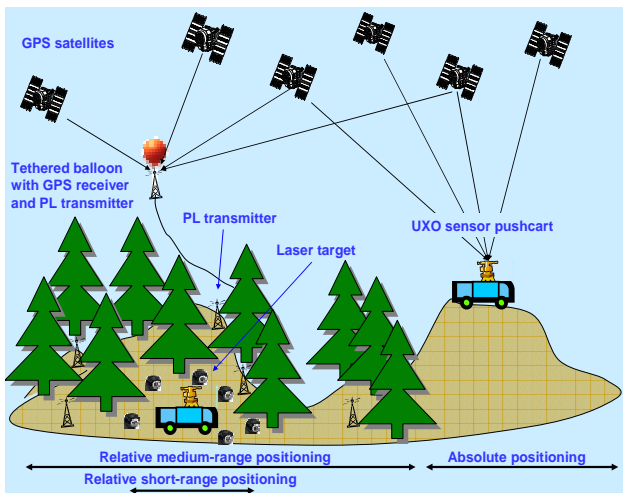 GPS satellites
Tethered balloon
with GPS receiver
and PL transmitter
PL transmitter
UXO sensor pushcart
Laser target
Relative medium-range positioning
Absolute positioning
Relative short-range positioning